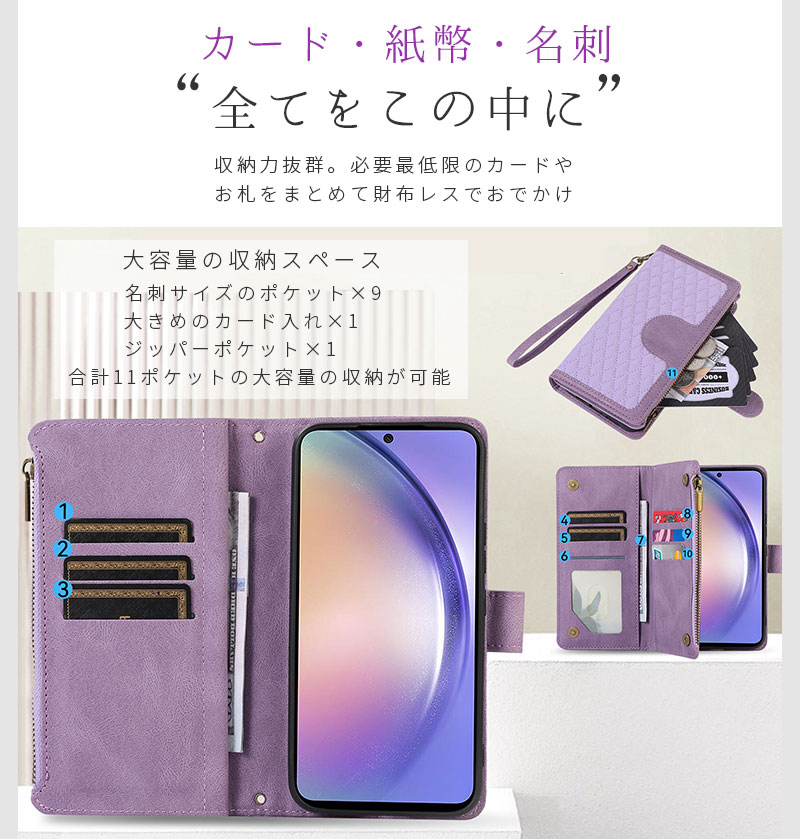 カード・紙幣・名刺
“全てをこの中に”
収納力抜群。必要最低限のカードや
お札をまとめて財布レスでおでかけ
大容量の収納スペース
名刺サイズのポケット×9
大きめのカード入れ×1
ジッパーポケット×1
合計11ポケットの大容量の収納が可能
11
BUSINESS CARD
1
2
3
4
5
6
7
8
9
10